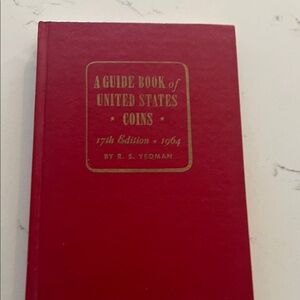 A GUIDE BOOK of
UNITED STATES
* COINS *
17th Edition * 1964
BY R. S. YEOMAN